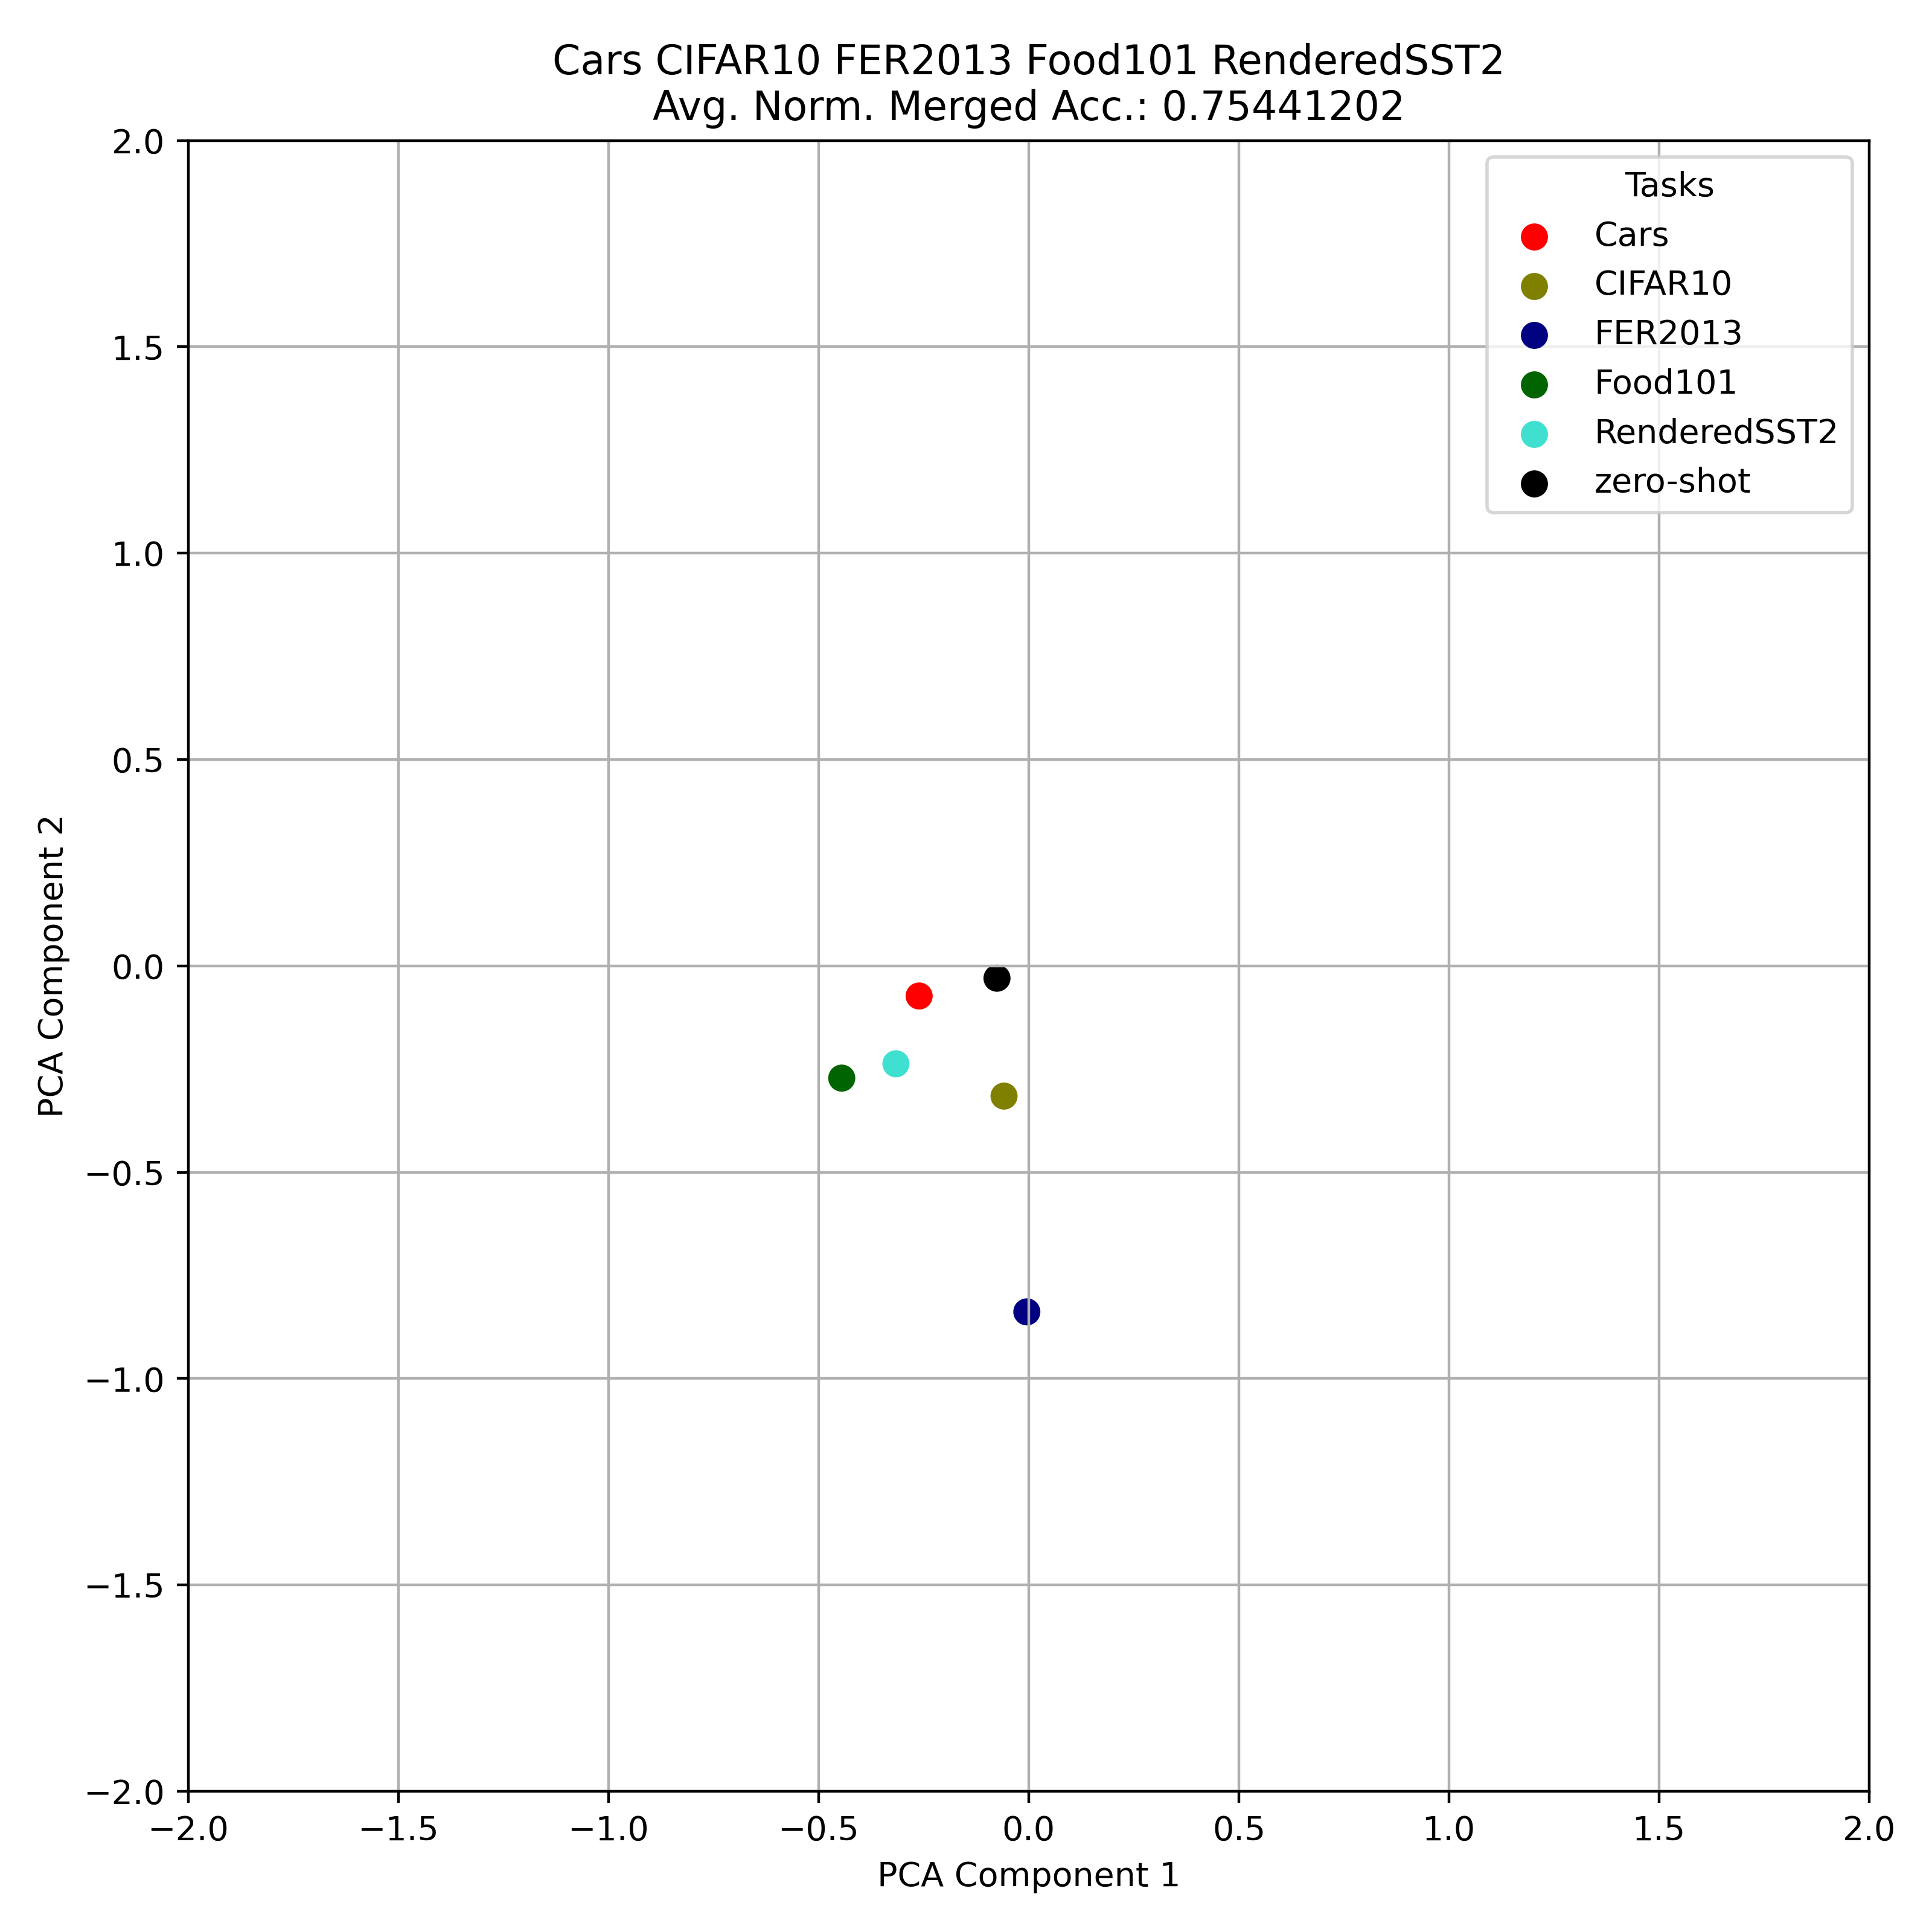 Cars CIFAR10 FER2013 Food101 RenderedSST2
Avg. Norm. Merged Acc.: 0.75441202
Tasks
Cars
CIFAR10
FER2013
Food101
RenderedSST2
zero-shot
2.0
1.5
1.0
0.5
0.0
−0.5
−1.0
−1.5
−2.0
PCA Component 2
−2.0 −1.5 −1.0 −0.5 0.0 0.5 1.0 1.5 2.0
PCA Component 1